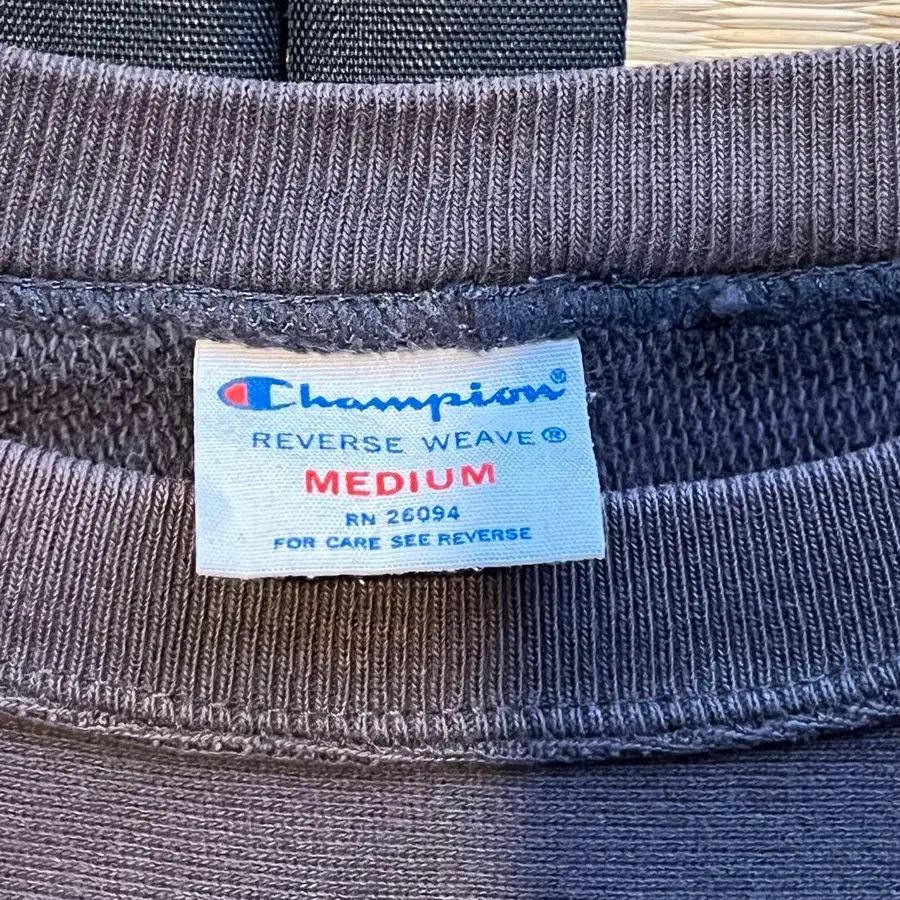 Champion®
REVERSE WEAVE®
MEDIUM
RN 26094
FOR CARE SEE REVERSE